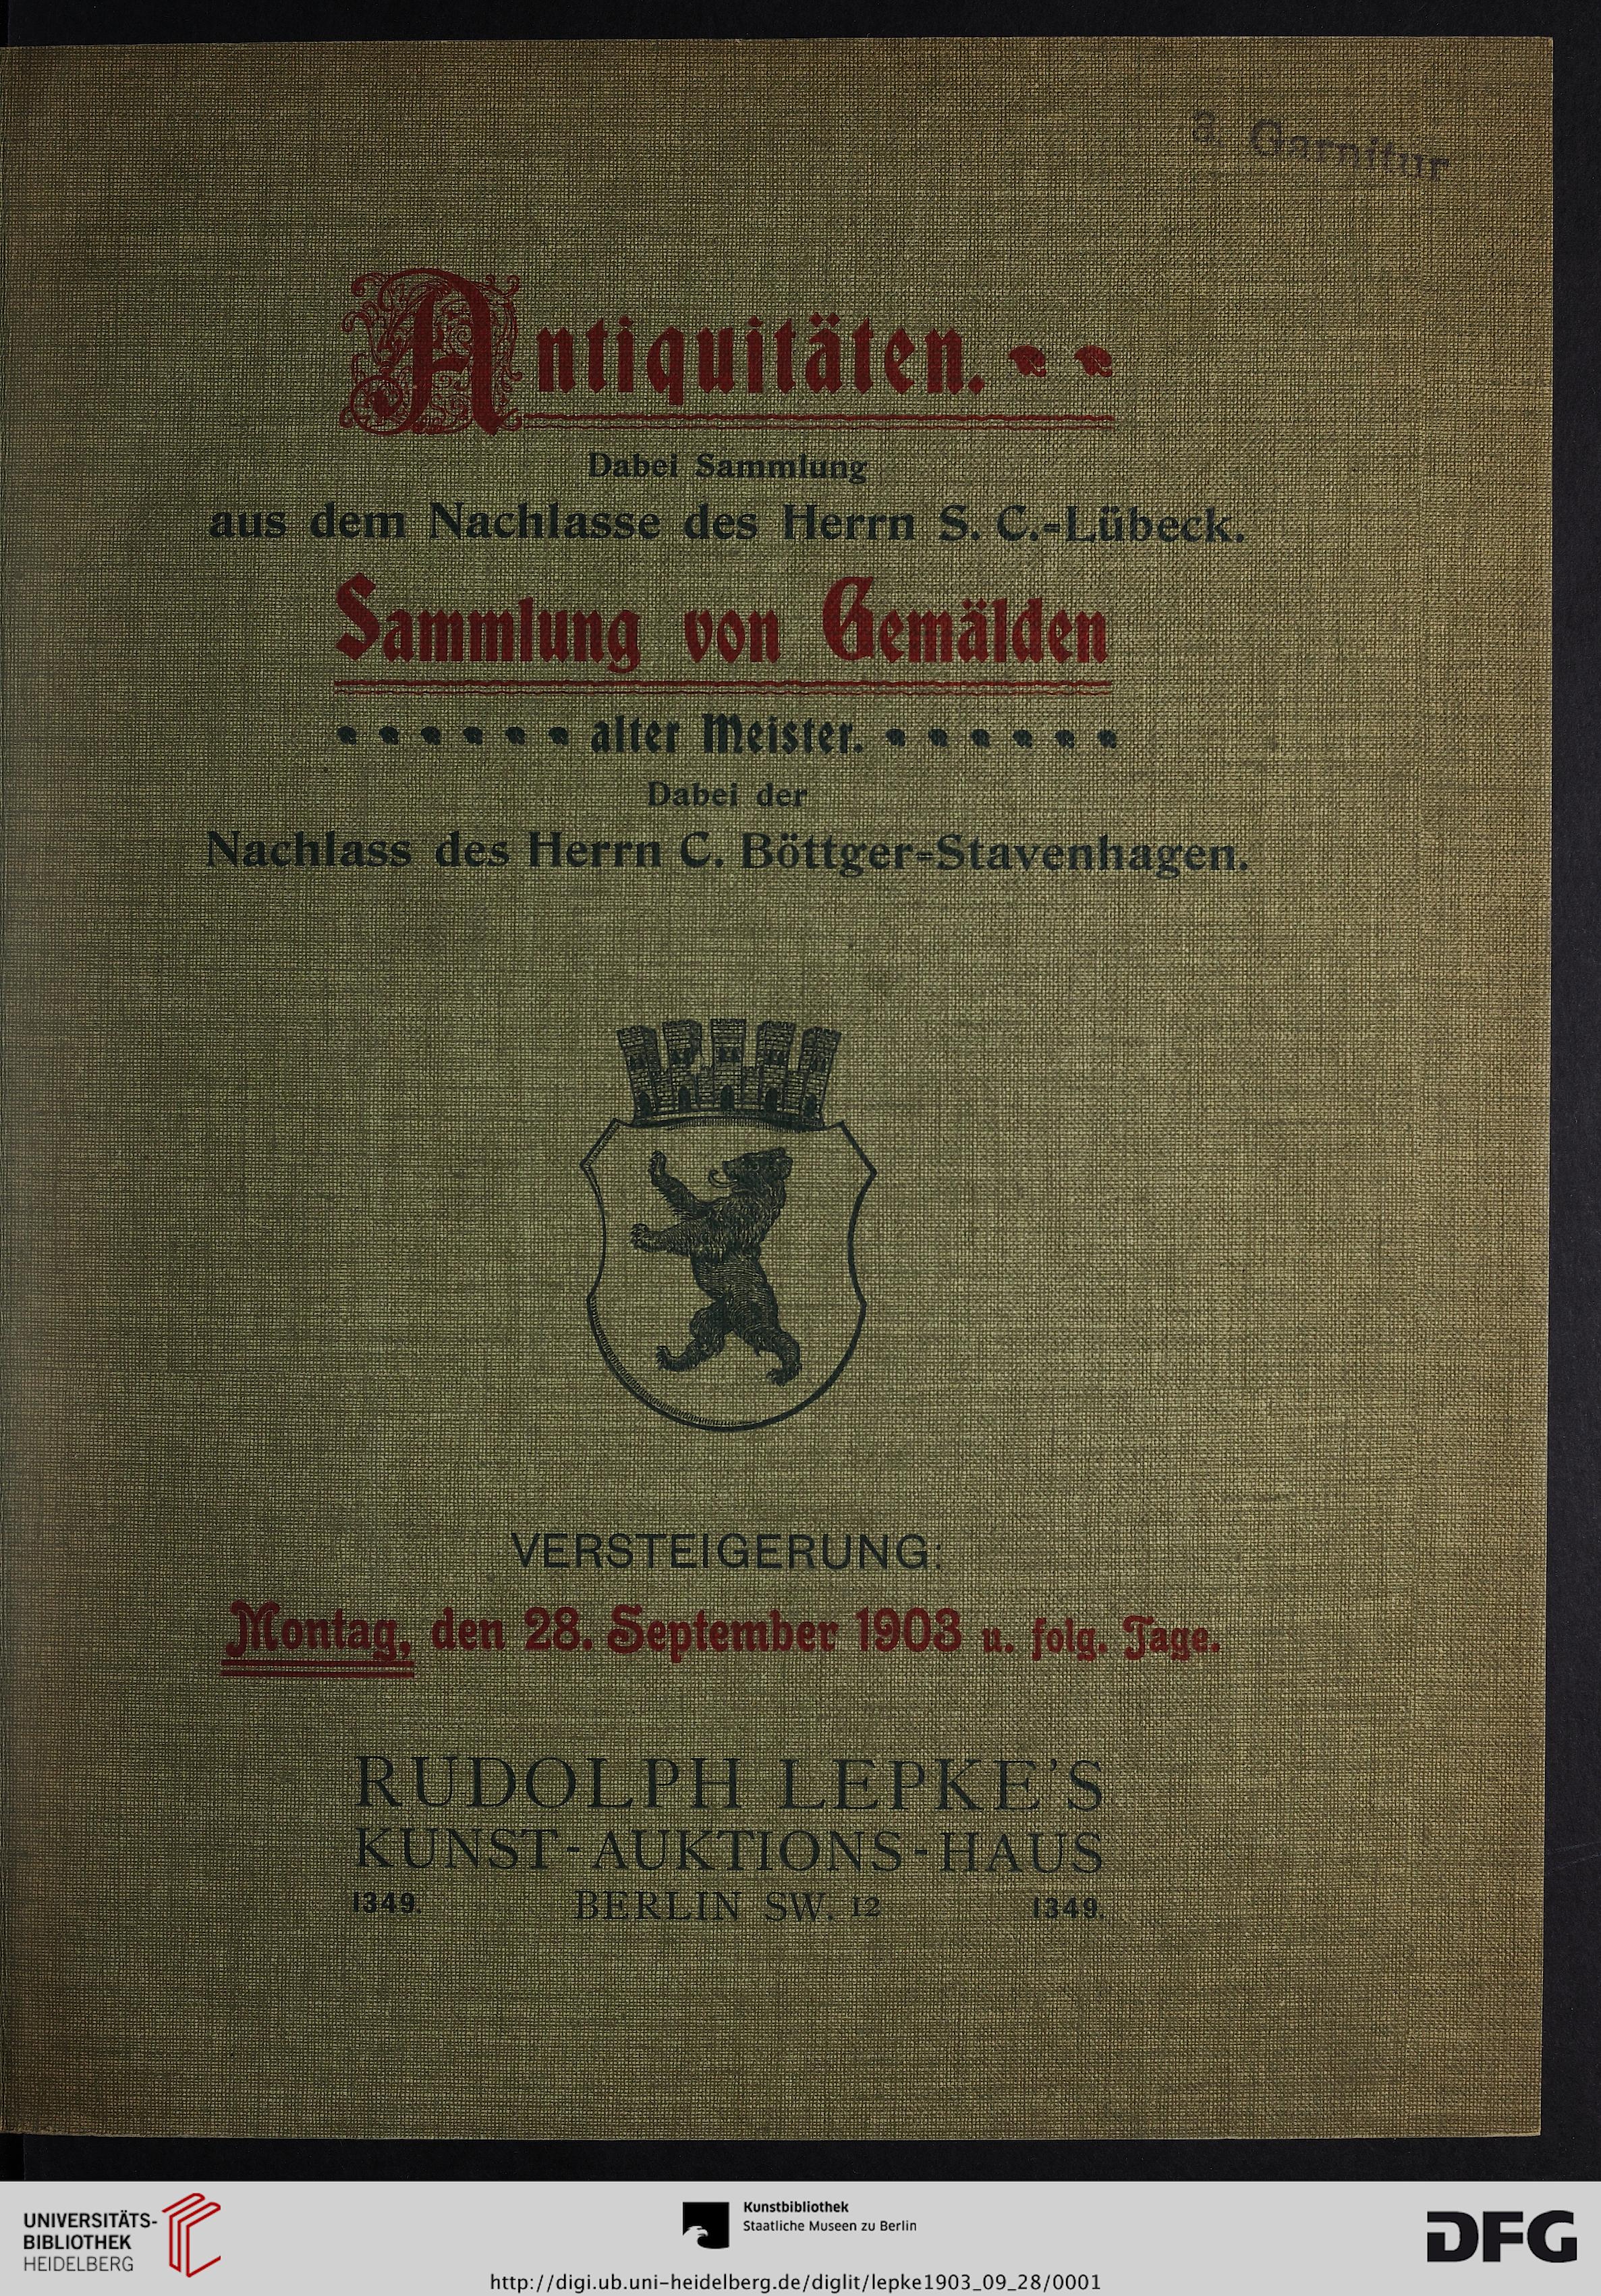 a. Garnitur
Antiquitäten.
Dabei Sammlung
aus dem Nachlasse des Herrn S. C.-Lübeck.
Sammlung von Gemälden
alter Meister.
Dabei der
Nachlass des Herrn C. Böttger-Stavenhagen.
VERSTEIGERUNG:
Montag, den 28. September 1903 u. folg. Tage.
RUDOLPH LEPKE'S
KUNST-AUKTIONS-HAUS
1349. BERLIN SW. 12 1349.
UNIVERSITÄTS-
BIBLIOTHEK
HEIDELBERG
Kunstbibliothek
Staatliche Museen zu Berlin
DFG
http://digi.ub.uni-heidelberg.de/diglit/lepke1903_09_28/0001